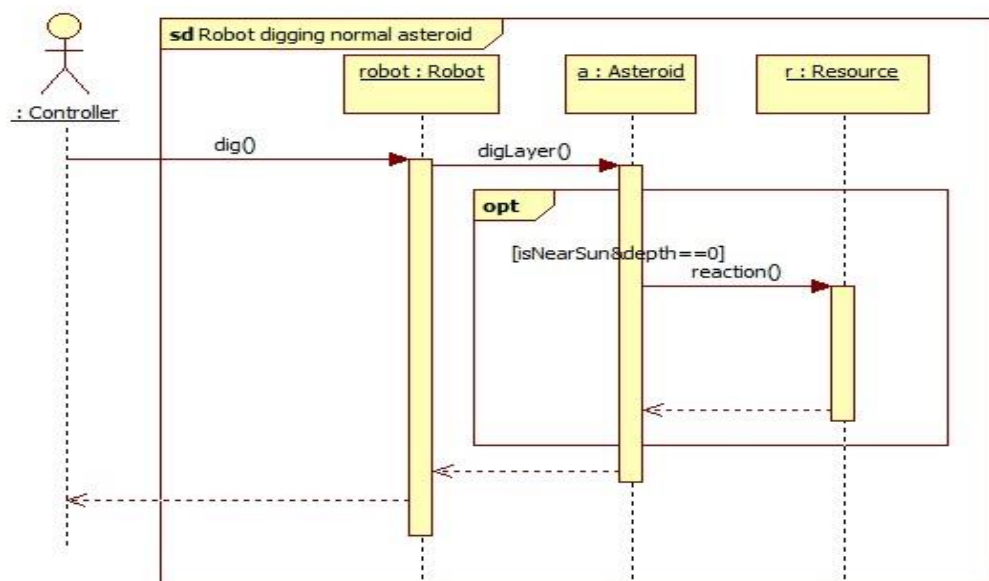 sd Robot digging normal asteroid
robot : Robot
a : Asteroid
r : Resource
: Controller
dig()
digLayer()
opt
[isNearSun&depth==0]
reaction()